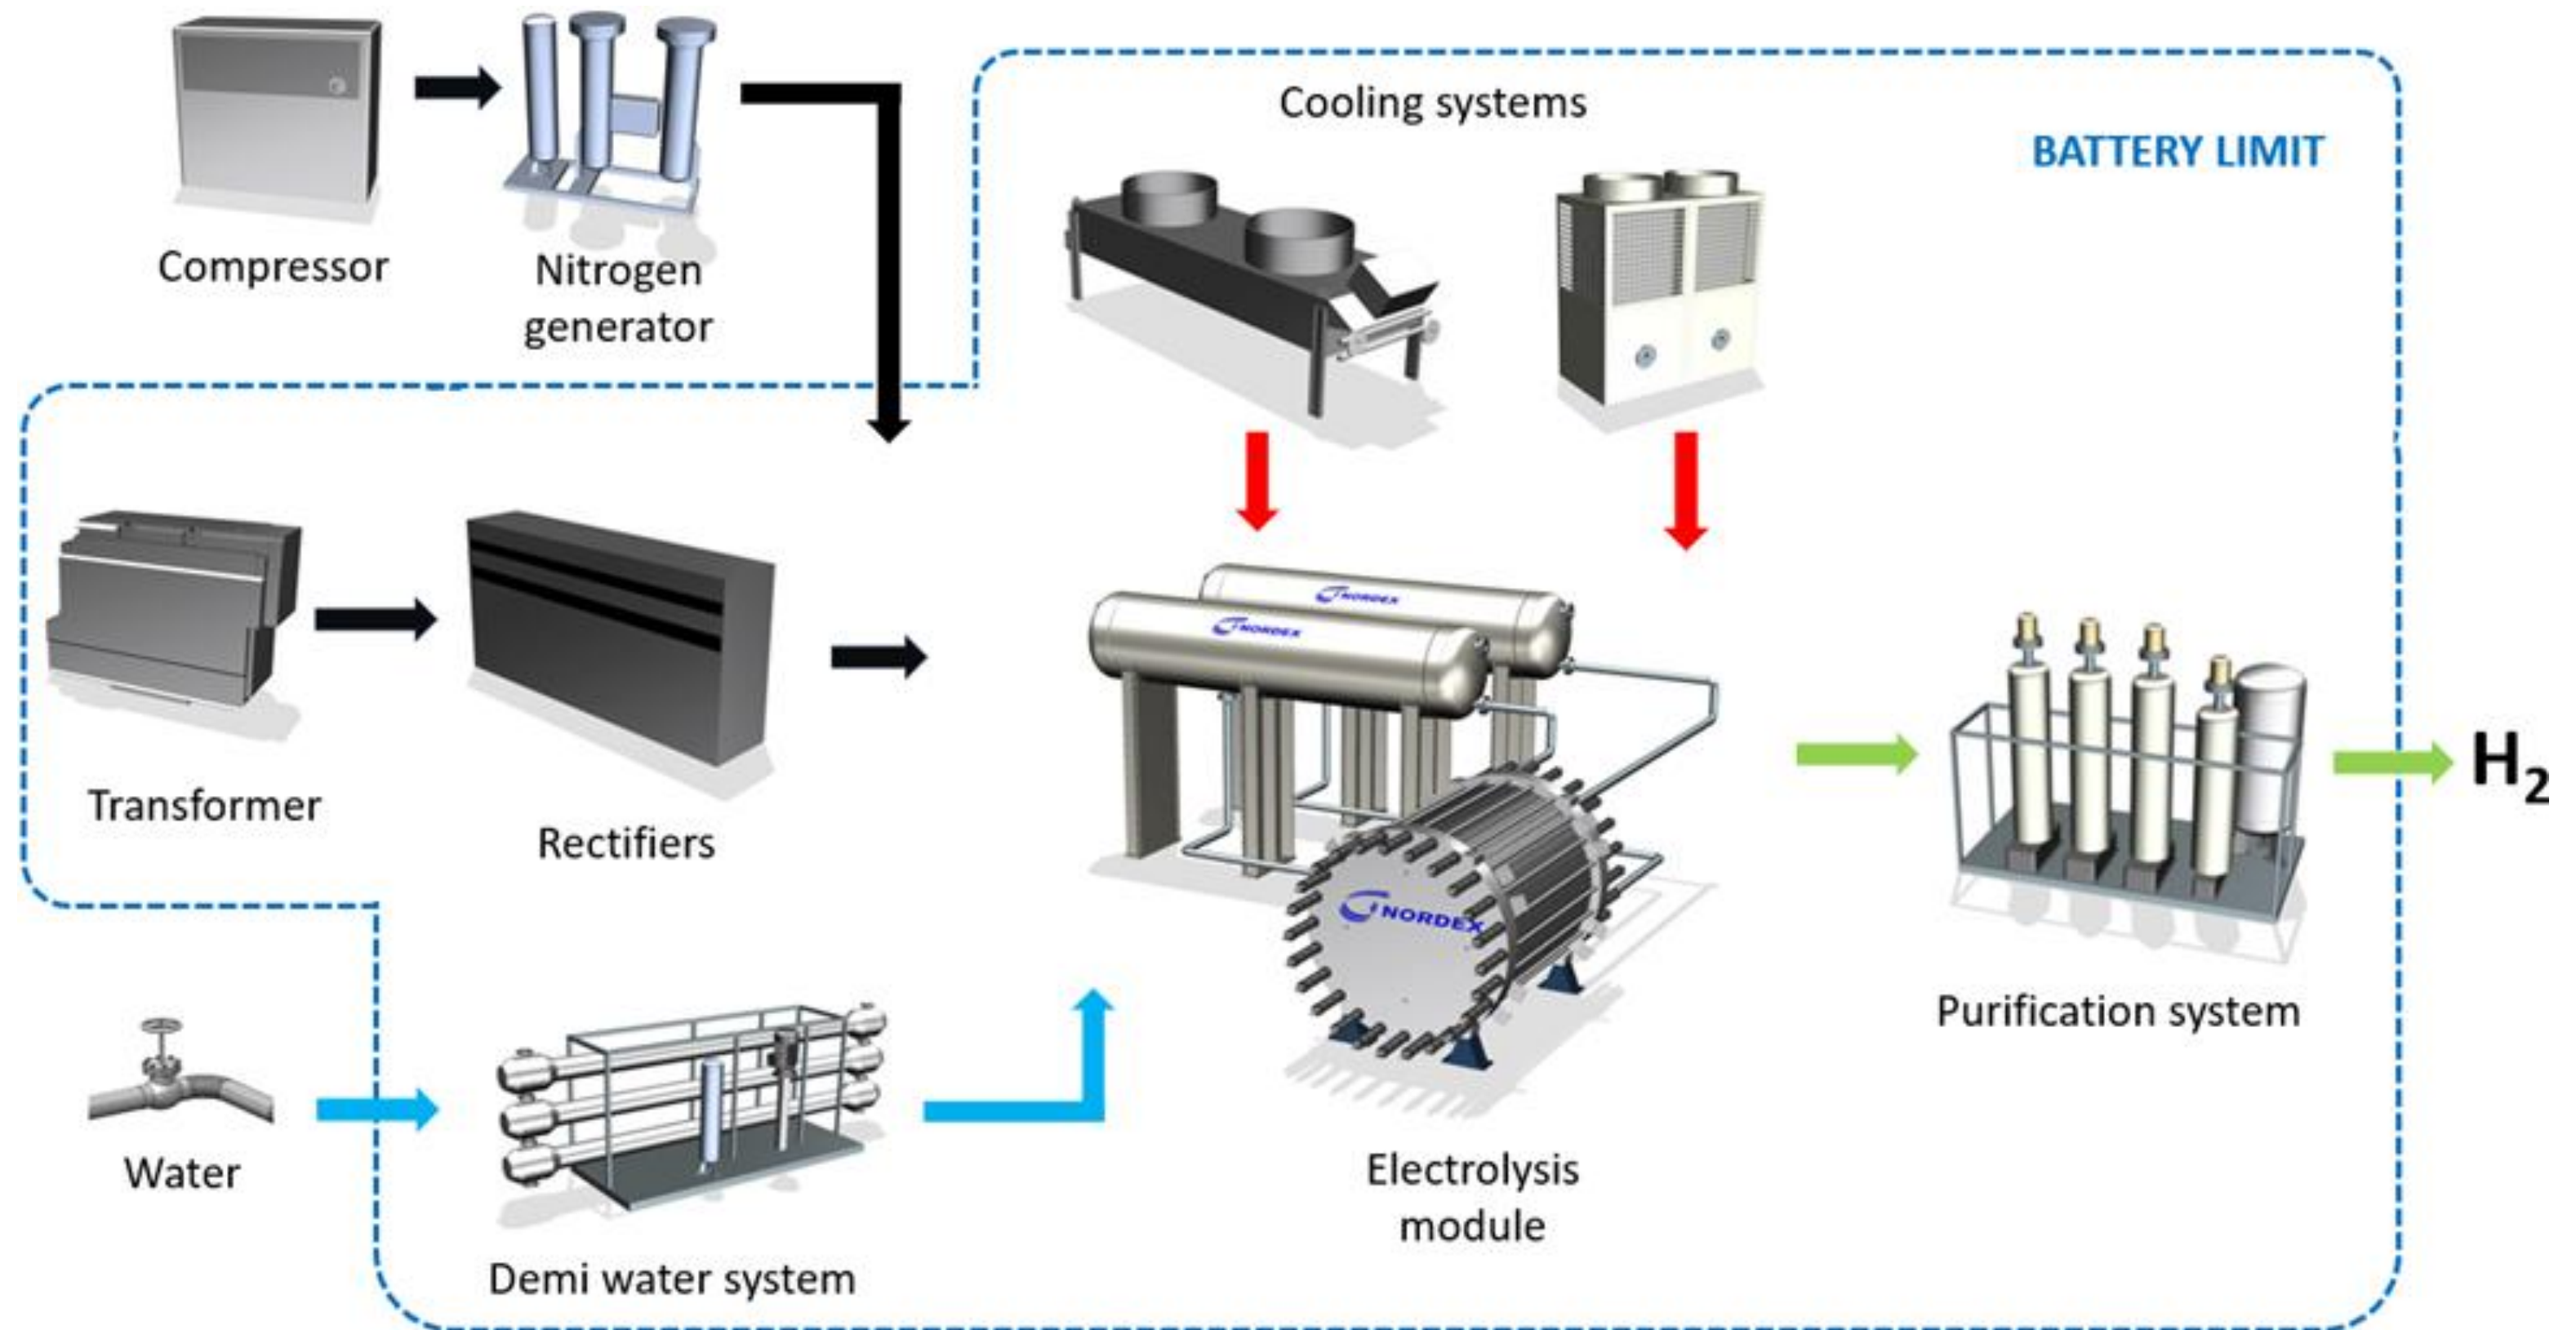 Cooling systems
BATTERY LIMIT
Compressor
Nitrogen
generator
NORDEX
NORDEX
Transformer
Rectifiers
H₂
NORDEX
Purification system
Water
Electrolysis
module
Demi water system